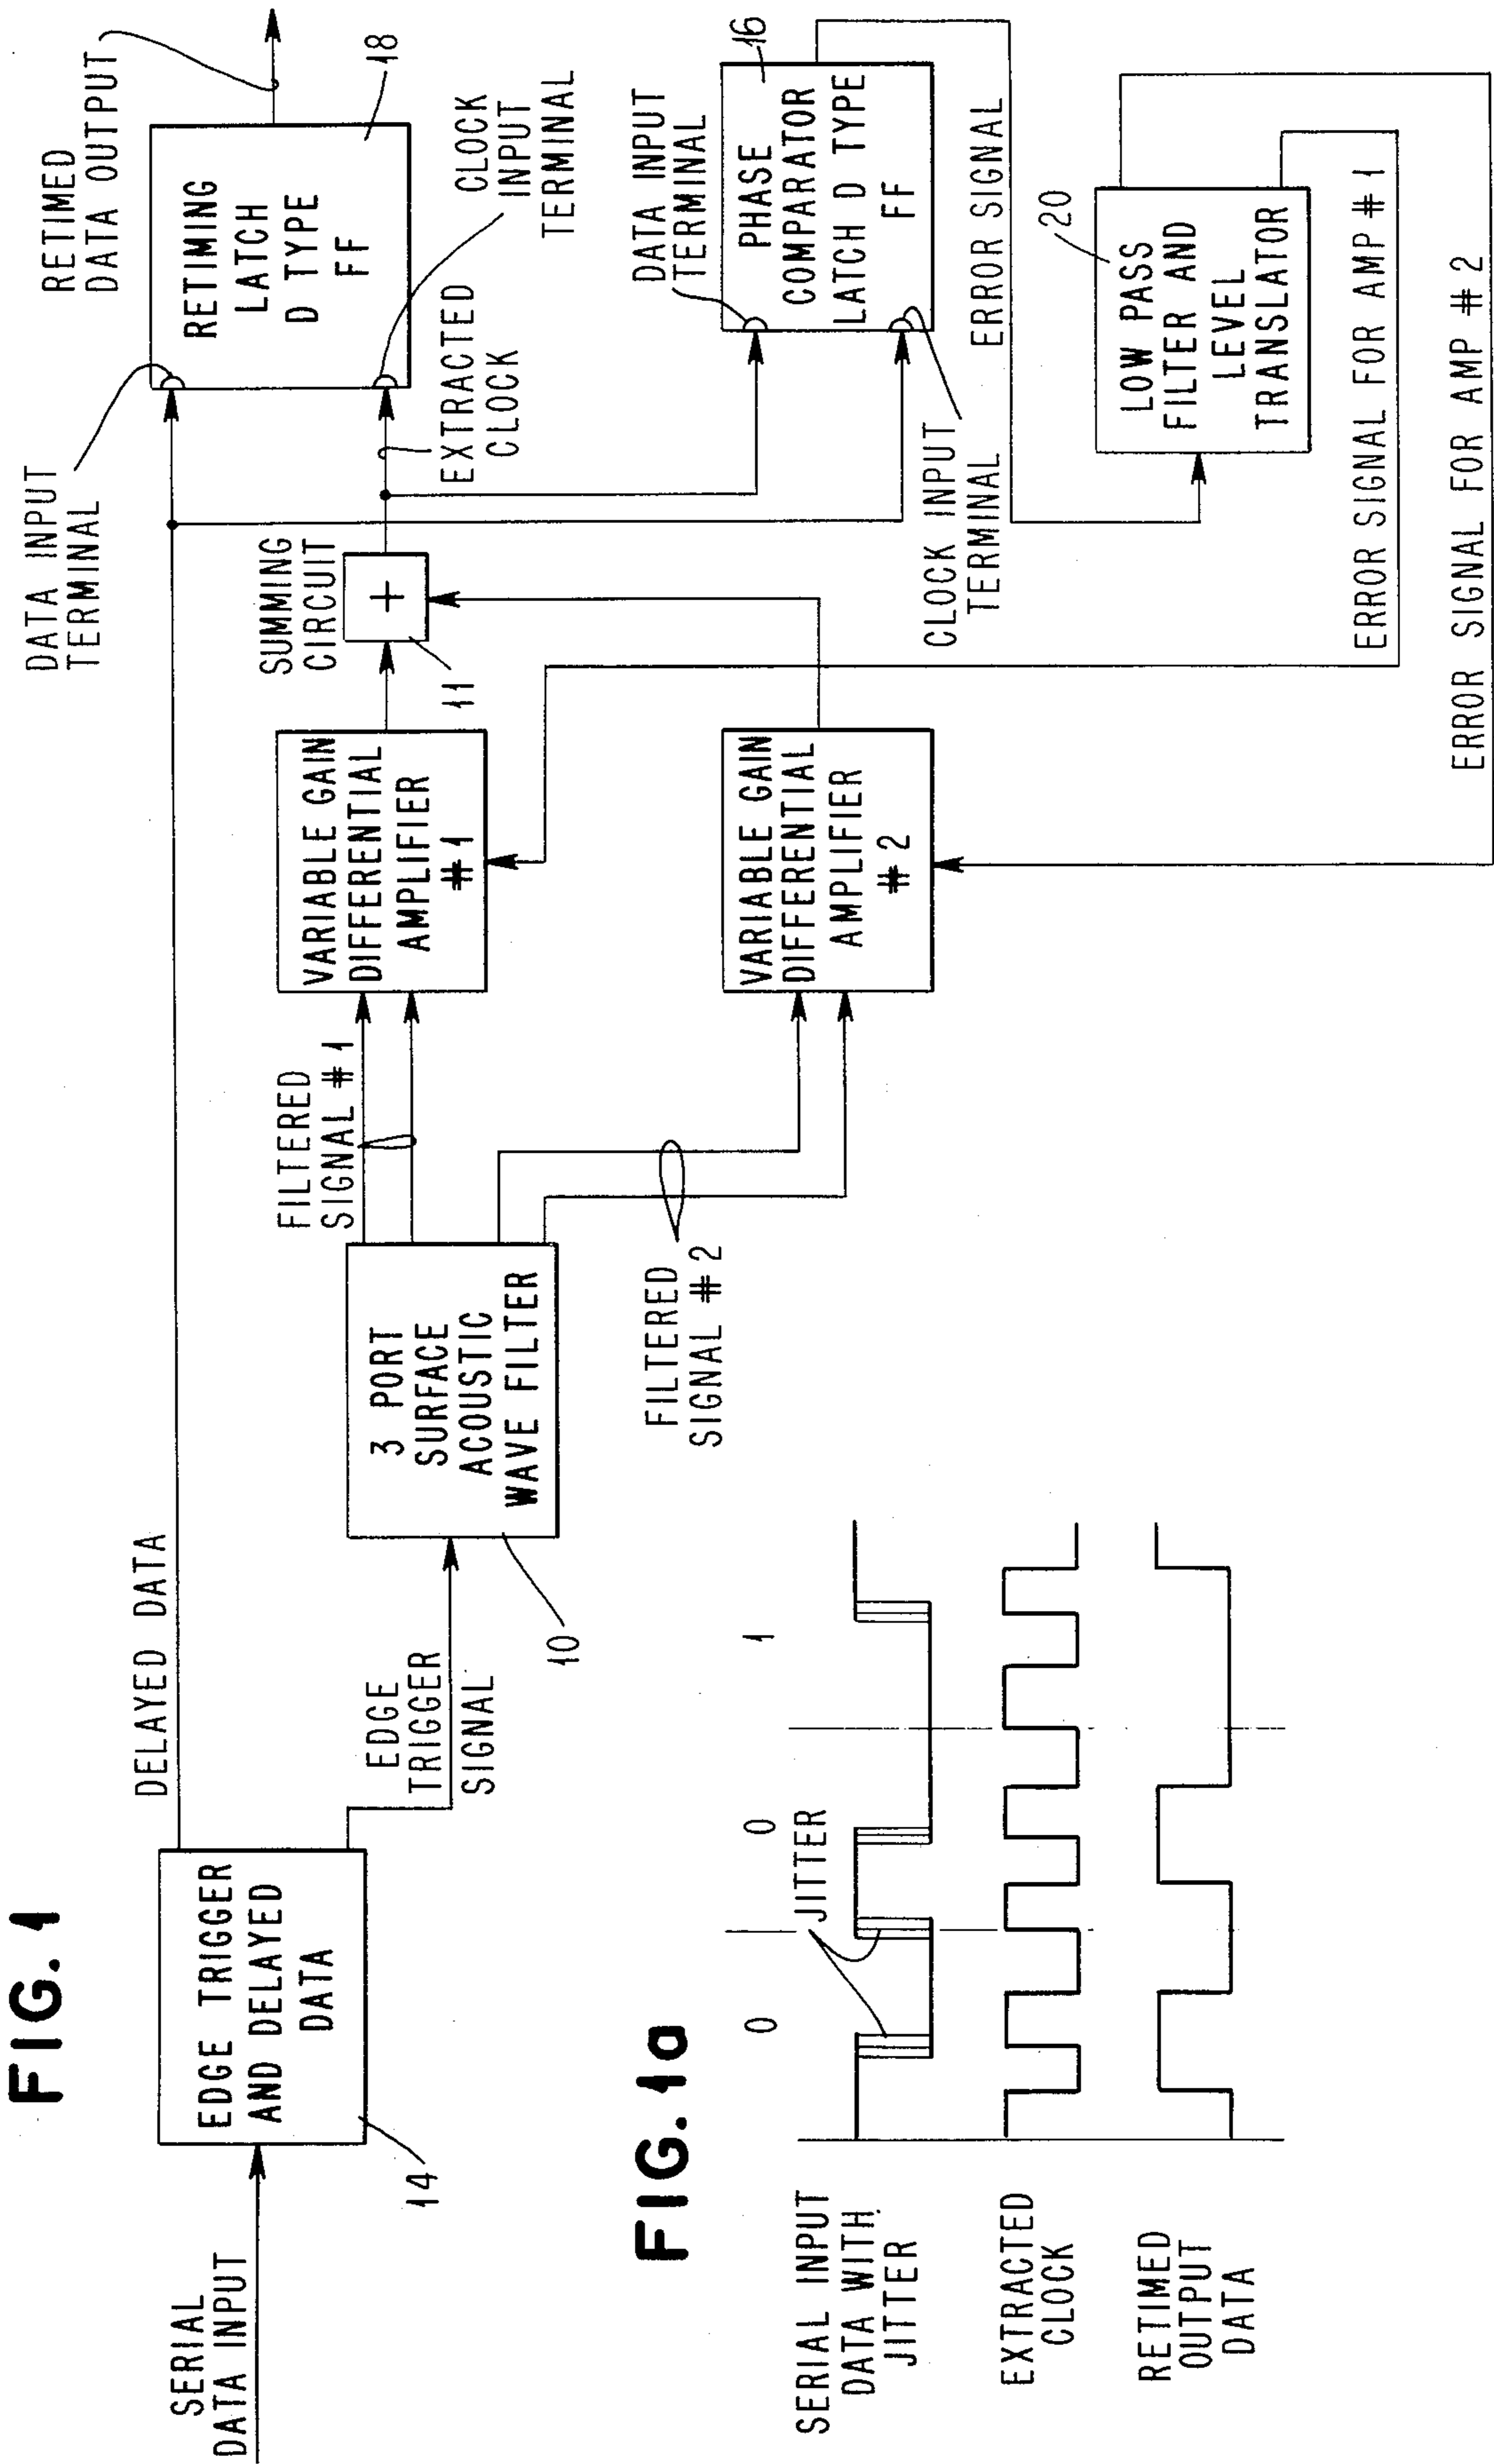 FIG. 1
SERIAL
DATA INPUT
EDGE TRIGGER
AND DELAYED
DATA
14
DELAYED DATA
EDGE
TRIGGER
SIGNAL
3 PORT
SURFACE
ACOUSTIC
WAVE FILTER
10
FILTERED
SIGNAL # 1
FILTERED
SIGNAL # 2
VARIABLE GAIN
DIFFERENTIAL
AMPLIFIER
# 1
VARIABLE GAIN
DIFFERENTIAL
AMPLIFIER
# 2
SUMMING
CIRCUIT
+
11
DATA INPUT
TERMINAL
RETIMED
DATA OUTPUT
RETIMING
LATCH
D TYPE
FF
18
CLOCK
INPUT
TERMINAL
EXTRACTED
CLOCK
DATA INPUT
TERMINAL
PHASE
COMPARATOR
LATCH D TYPE
FF
16
CLOCK INPUT
TERMINAL
ERROR SIGNAL
LOW PASS
FILTER AND
LEVEL
TRANSLATOR
20
ERROR SIGNAL FOR AMP # 1
ERROR SIGNAL FOR AMP # 2
FIG. 1a
0 0 1
JITTER
SERIAL INPUT
DATA WITH
JITTER
EXTRACTED
CLOCK
RETIMED
OUTPUT
DATA